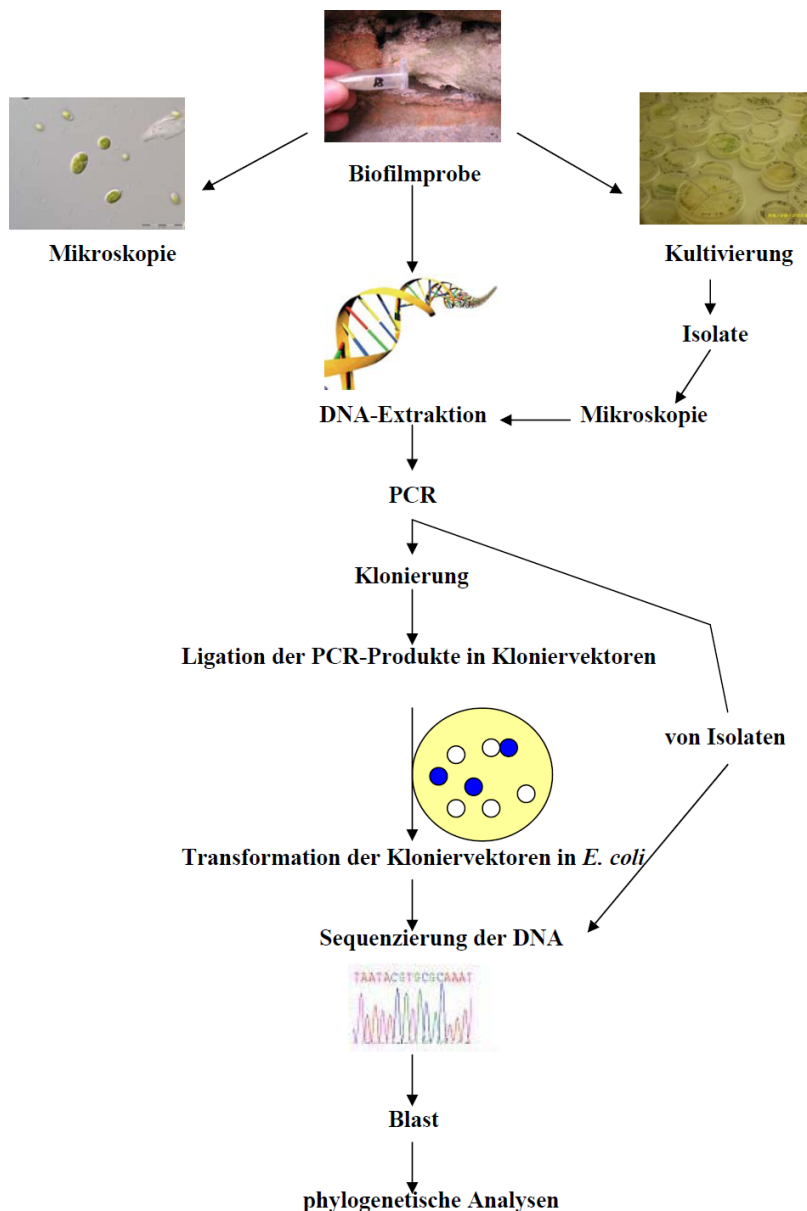 Biofilmprobe
Mikroskopie
Kultivierung
Isolate
DNA-Extraktion
Mikroskopie
PCR
Klonierung
Ligation der PCR-Produkte in Kloniervektoren
von Isolaten
Transformation der Kloniervektoren in E. coli
Sequenzierung der DNA
TAATACGTGCGCAAAT
Blast
phylogenetische Analysen